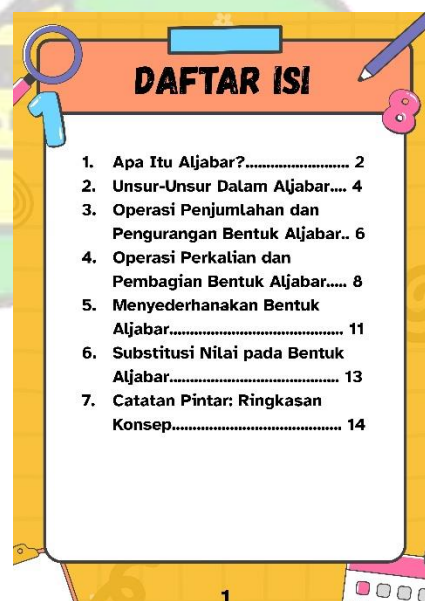 DAFTAR ISI
1
8
1. Apa Itu Aljabar?......................... 2
2. Unsur-Unsur Dalam Aljabar.... 4
3. Operasi Penjumlahan dan
Pengurangan Bentuk Aljabar.. 6
4. Operasi Perkalian dan
Pembagian Bentuk Aljabar..... 8
5. Menyederhanakan Bentuk
Aljabar.......................................... 11
6. Substitusi Nilai pada Bentuk
Aljabar......................................... 13
7. Catatan Pintar: Ringkasan
Konsep......................................... 14
1